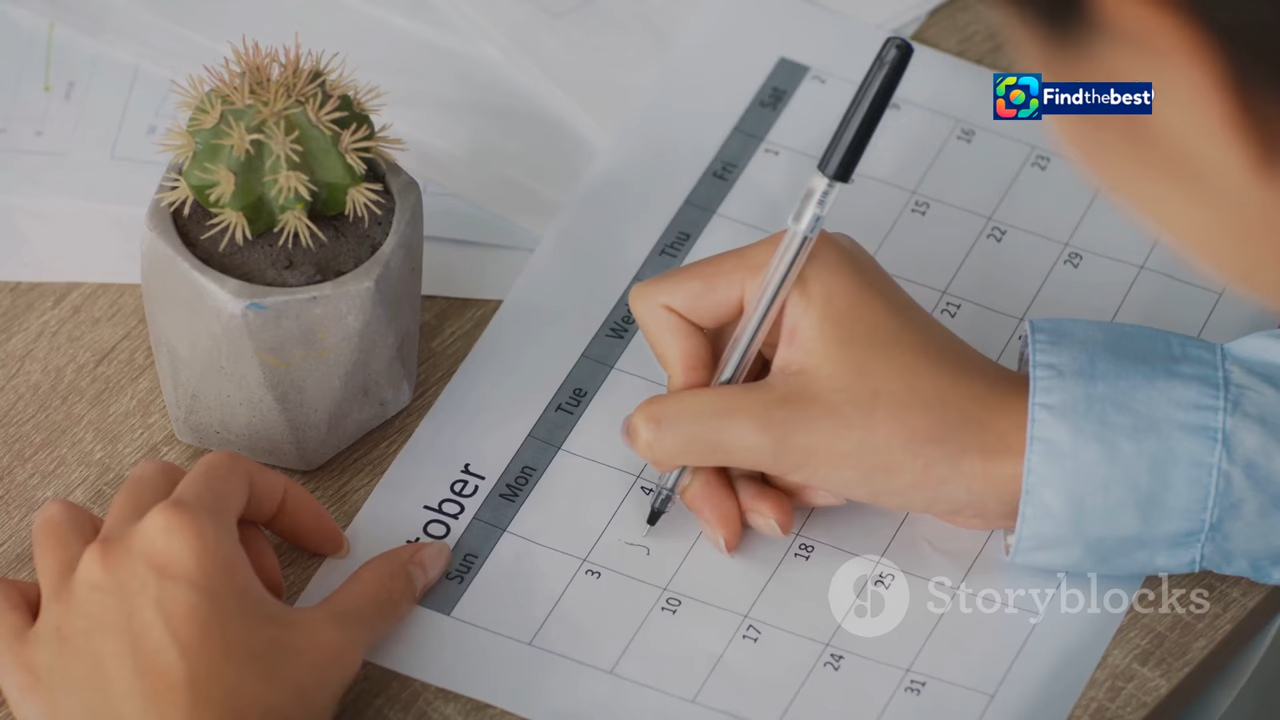 FindtheBest
tober
Sun Mon Tue Wed Thu Fri Sat
1 2
3 4
10 15 16
17 18 21 22 23
24 25 29
31
Storyblocks